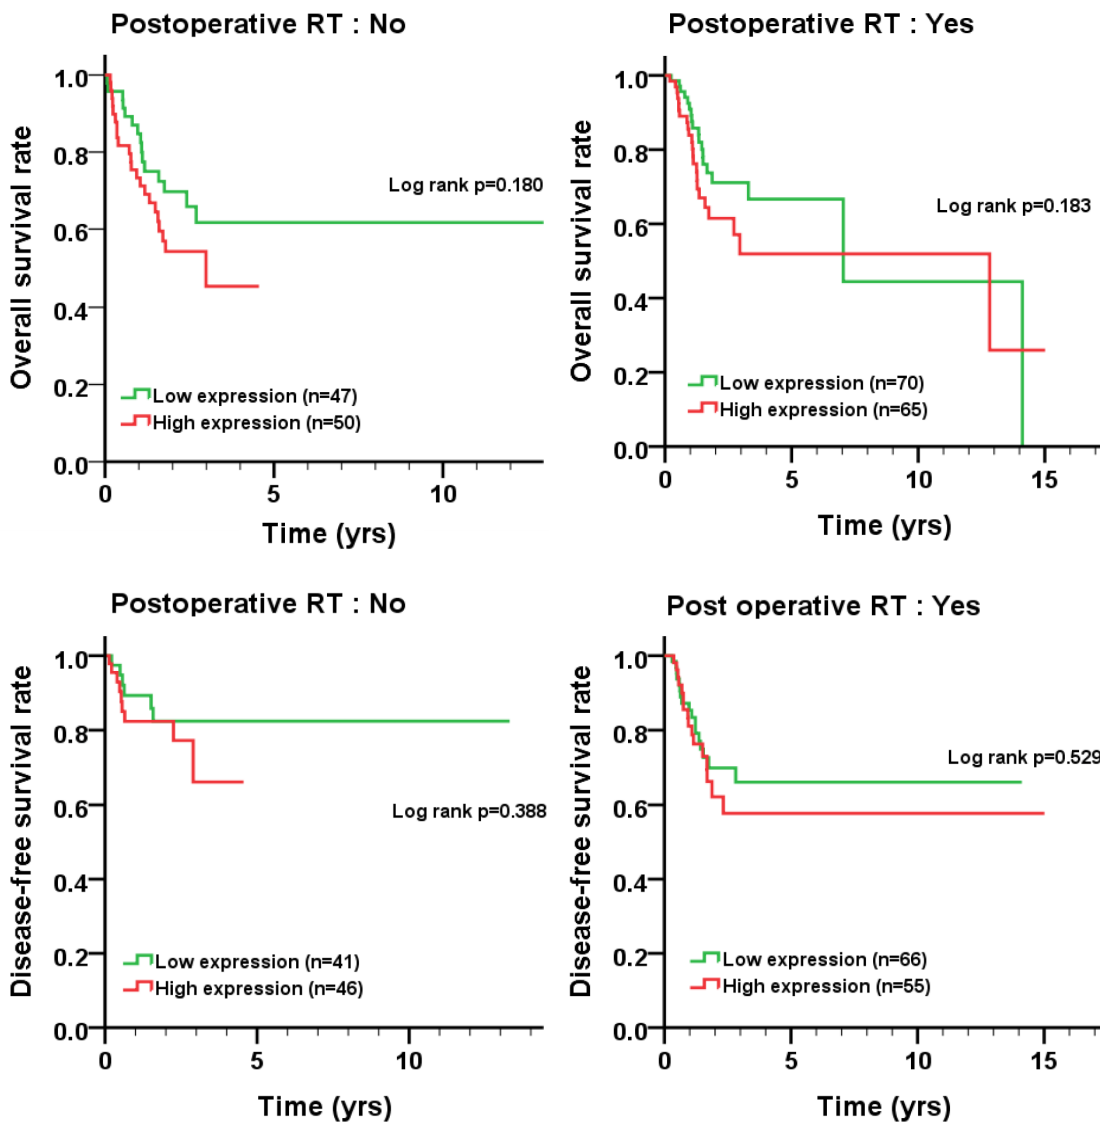 Postoperative RT : No
Overall survival rate
1.0
0.8
0.6
0.4
0.2
0.0
Log rank p=0.180
Low expression (n=47)
High expression (n=50)
0 5 10
Time (yrs)
Postoperative RT : Yes
Overall survival rate
1.0
0.8
0.6
0.4
0.2
0.0
Log rank p=0.183
Low expression (n=70)
High expression (n=65)
0 5 10 15
Time (yrs)
Postoperative RT : No
Disease-free survival rate
1.0
0.8
0.6
0.4
0.2
0.0
Log rank p=0.388
Low expression (n=41)
High expression (n=46)
0 5 10
Time (yrs)
Post operative RT : Yes
Disease-free survival rate
1.0
0.8
0.6
0.4
0.2
0.0
Log rank p=0.529
Low expression (n=66)
High expression (n=55)
0 5 10 15
Time (yrs)